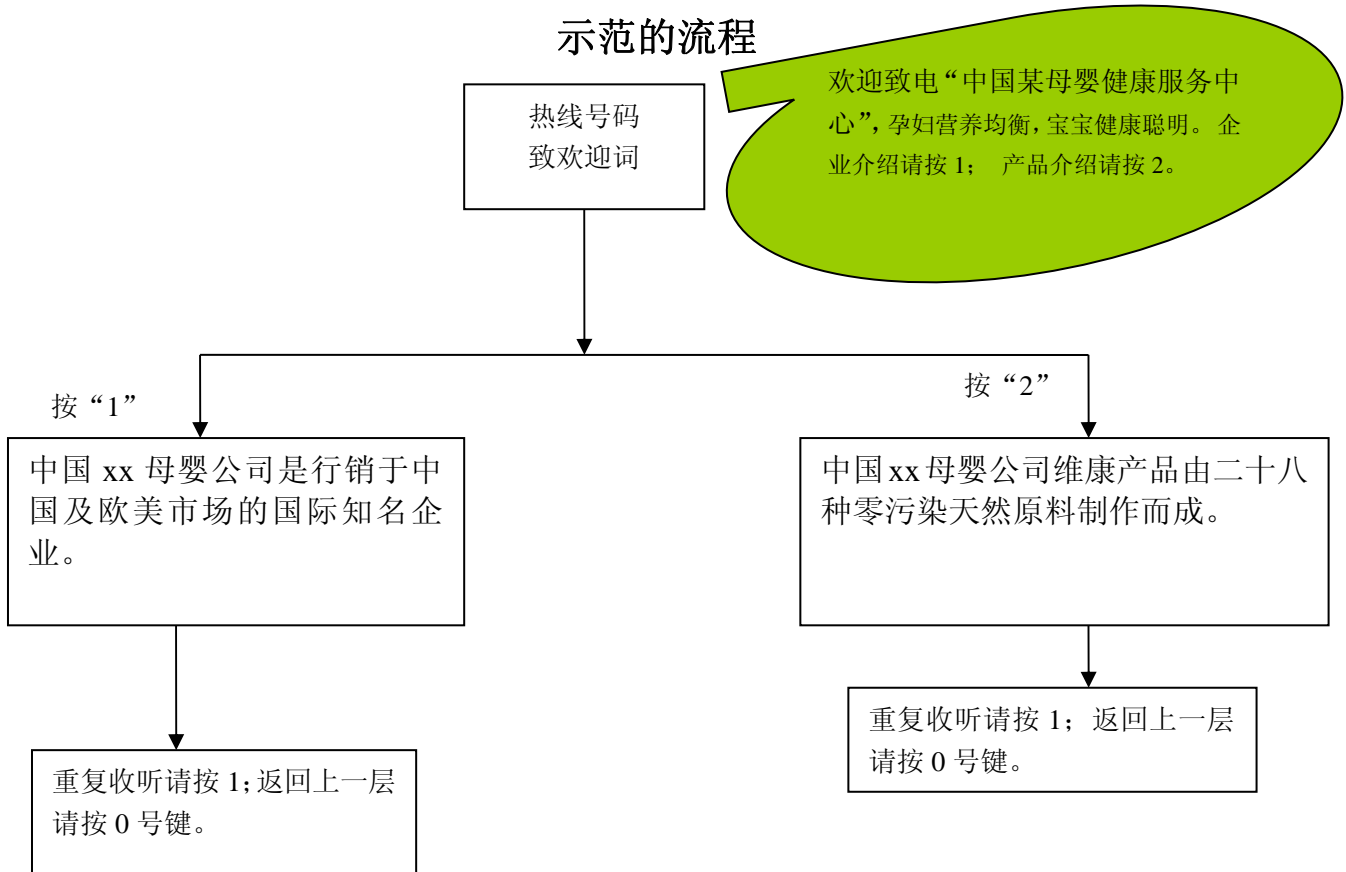 示范的流程
热线号码
致欢迎词
欢迎致电“中国某母婴健康服务中
心”，孕妇营养均衡，宝宝健康聪明。企
业介绍请按 1； 产品介绍请按 2。
按“1”
按“2”
中国 xx 母婴公司是行销于中
国及欧美市场的国际知名企
业。
中国 xx 母婴公司维康产品由二十八
种零污染天然原料制作而成。
重复收听请按 1；返回上一层
请按 0 号键。
重复收听请按 1；返回上一层
请按 0 号键。